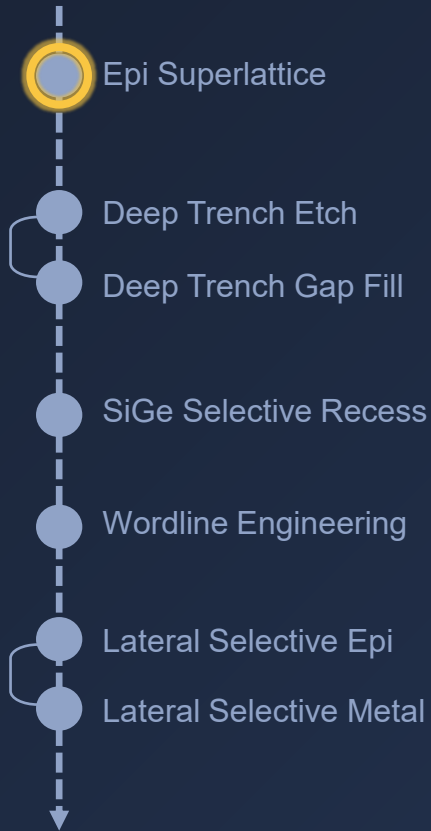 Epi Superlattice
Deep Trench Etch
Deep Trench Gap Fill
SiGe Selective Recess
Wordline Engineering
Lateral Selective Epi
Lateral Selective Metal